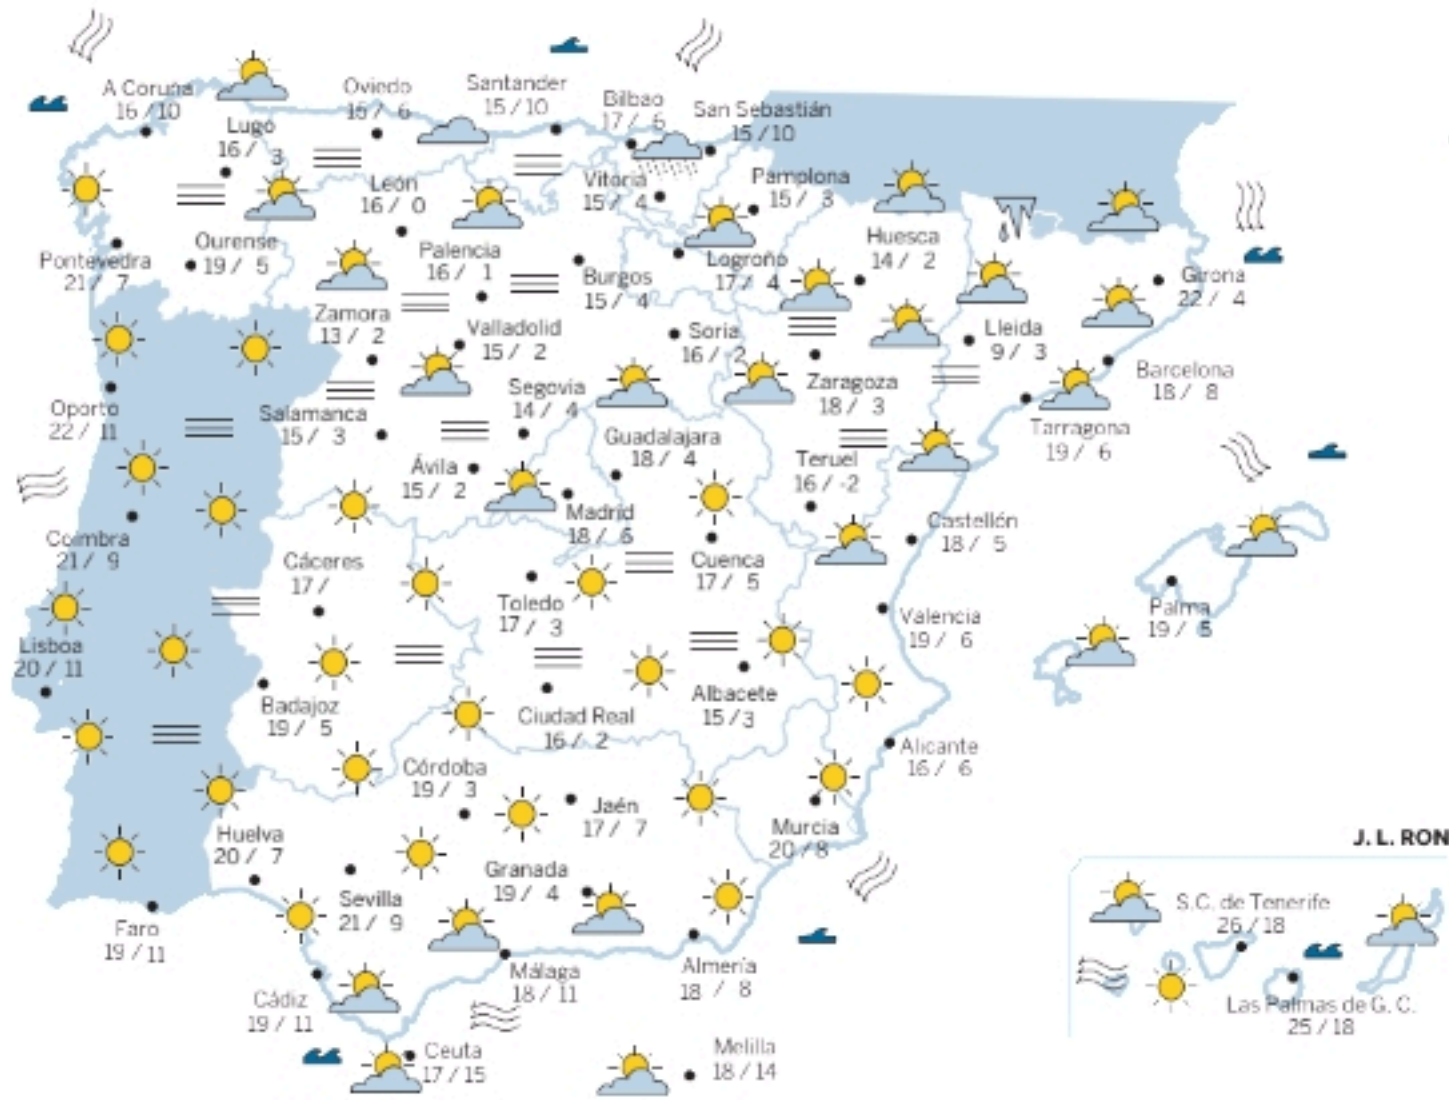 A Coruña
16 / 10
Oviedo
15 / 6
Santander
15 / 10
Bilbao
17 / 6
San Sebastián
15 / 10
Lugo
16 / 3
León
16 / 0
Vitoria
15 / 4
Pamplona
15 / 3
Pontevedra
21 / 7
Ourense
19 / 5
Palencia
16 / 1
Burgos
15 / 4
Logroño
17 / 4
Huesca
14 / 2
Girona
22 / 4
Zamora
13 / 2
Valladolid
15 / 2
Soria
16 / -2
Lleida
9 / 3
Barcelona
18 / 8
Oporto
22 / 11
Salamanca
15 / 3
Segovia
14 / 4
Zaragoza
18 / 3
Tarragona
19 / 6
Guadalajara
18 / 4
Ávila
15 / 2
Teruel
16 / -2
Madrid
18 / 6
Castellón
18 / 5
Coimbra
21 / 9
Cáceres
17 /
Cuenca
17 / 5
Toledo
17 / 3
Valencia
19 / 6
Palma
19 / 5
Lisboa
20 / 11
Badajoz
19 / 5
Albacete
15 / 3
Ciudad Real
16 / 2
Alicante
16 / 6
Córdoba
19 / 3
Jaén
17 / 7
Murcia
20 / 8
Huelva
20 / 7
Granada
19 / 4
J. L. RON
Sevilla
21 / 9
S.C. de Tenerife
26 / 18
Faro
19 / 11
Málaga
18 / 11
Almería
18 / 8
Cádiz
19 / 11
Las Palmas de G. C.
25 / 18
Ceuta
17 / 15
Melilla
18 / 14